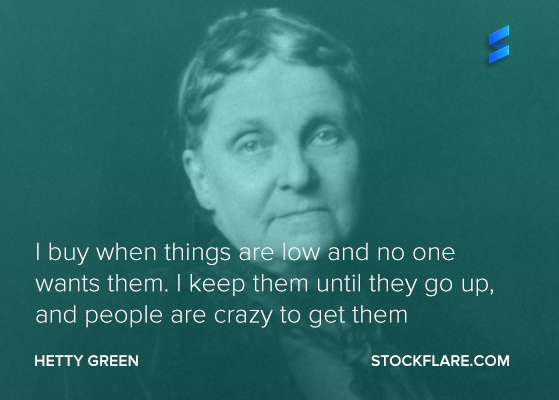 I buy when things are low and no one
wants them. I keep them until they go up,
and people are crazy to get them
HETTY GREEN
STOCKFLARE.COM